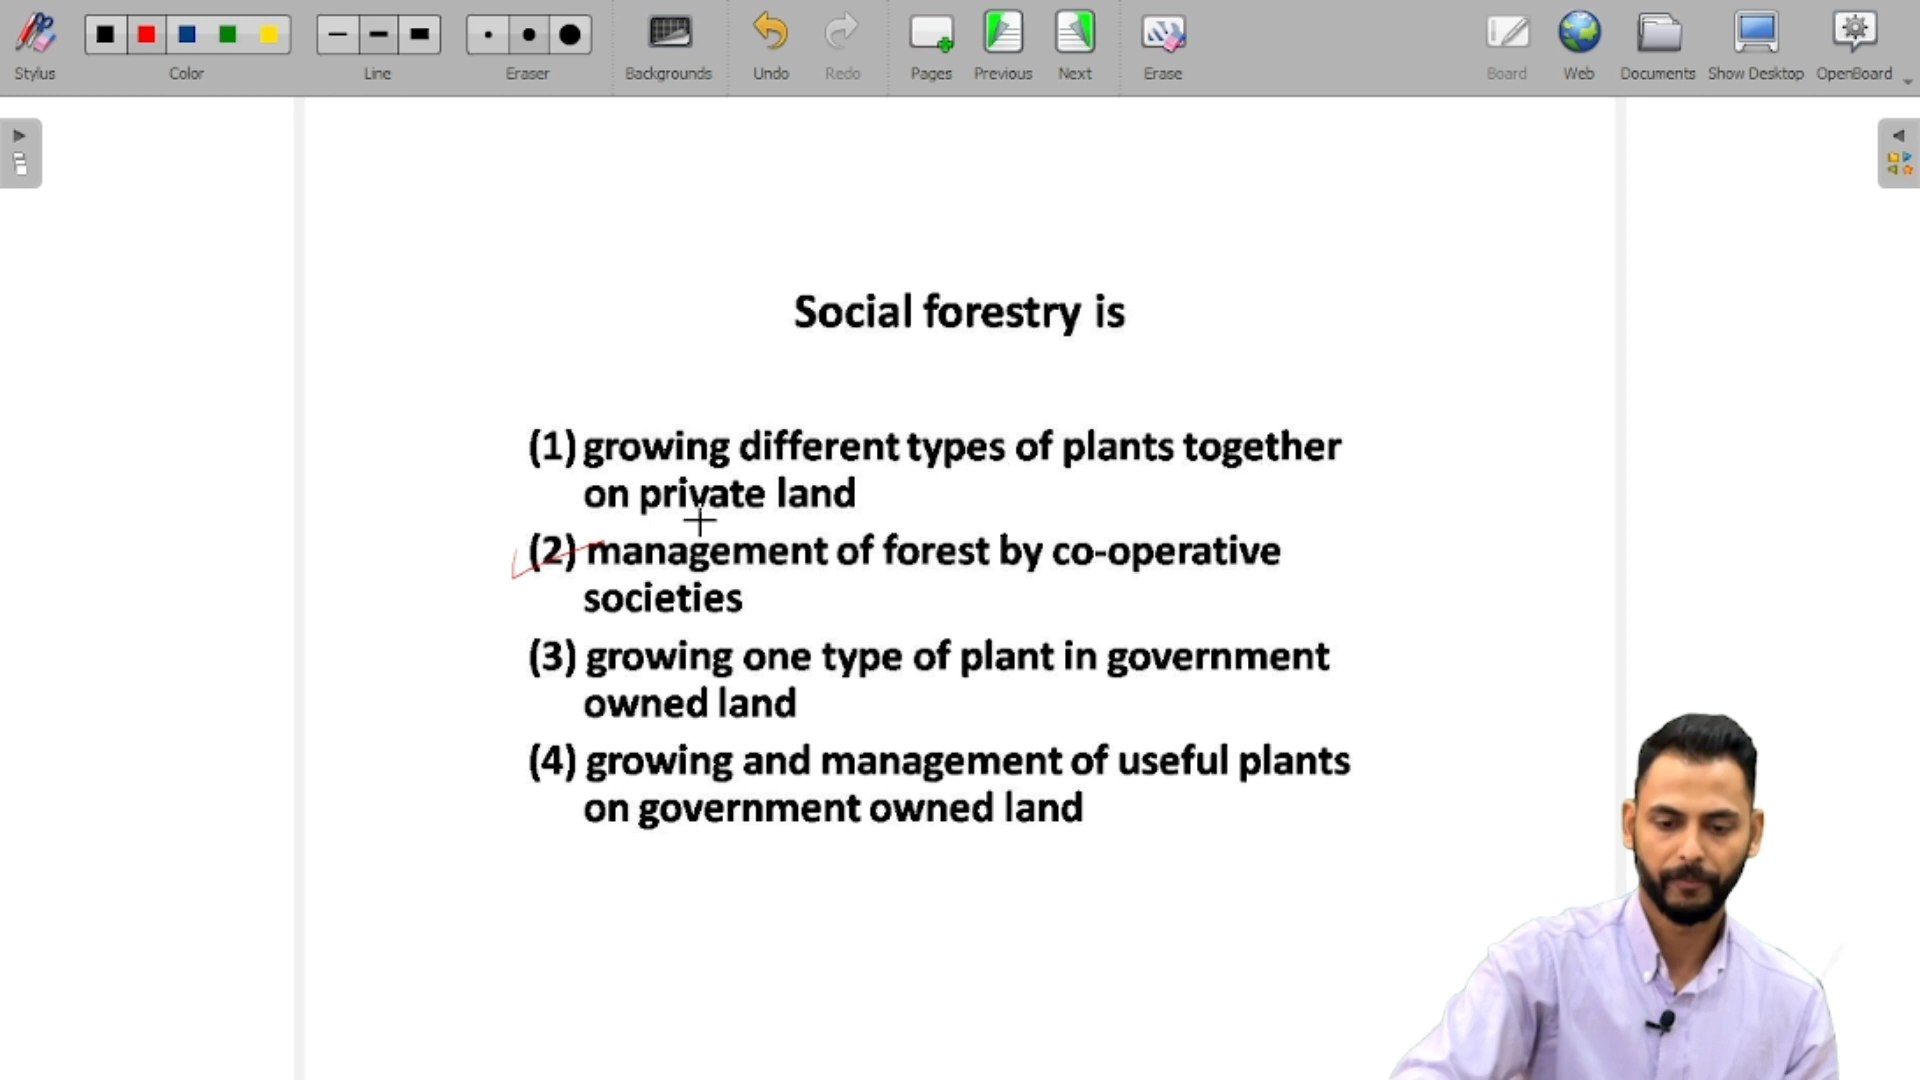 Stylus Color Line Eraser Backgrounds Undo Redo Pages Previous Next Erase Board Web Documents Show Desktop OpenBoard
Social forestry is
(1) growing different types of plants together
on private land
(2) management of forest by co-operative
societies
(3) growing one type of plant in government
owned land
(4) growing and management of useful plants
on government owned land